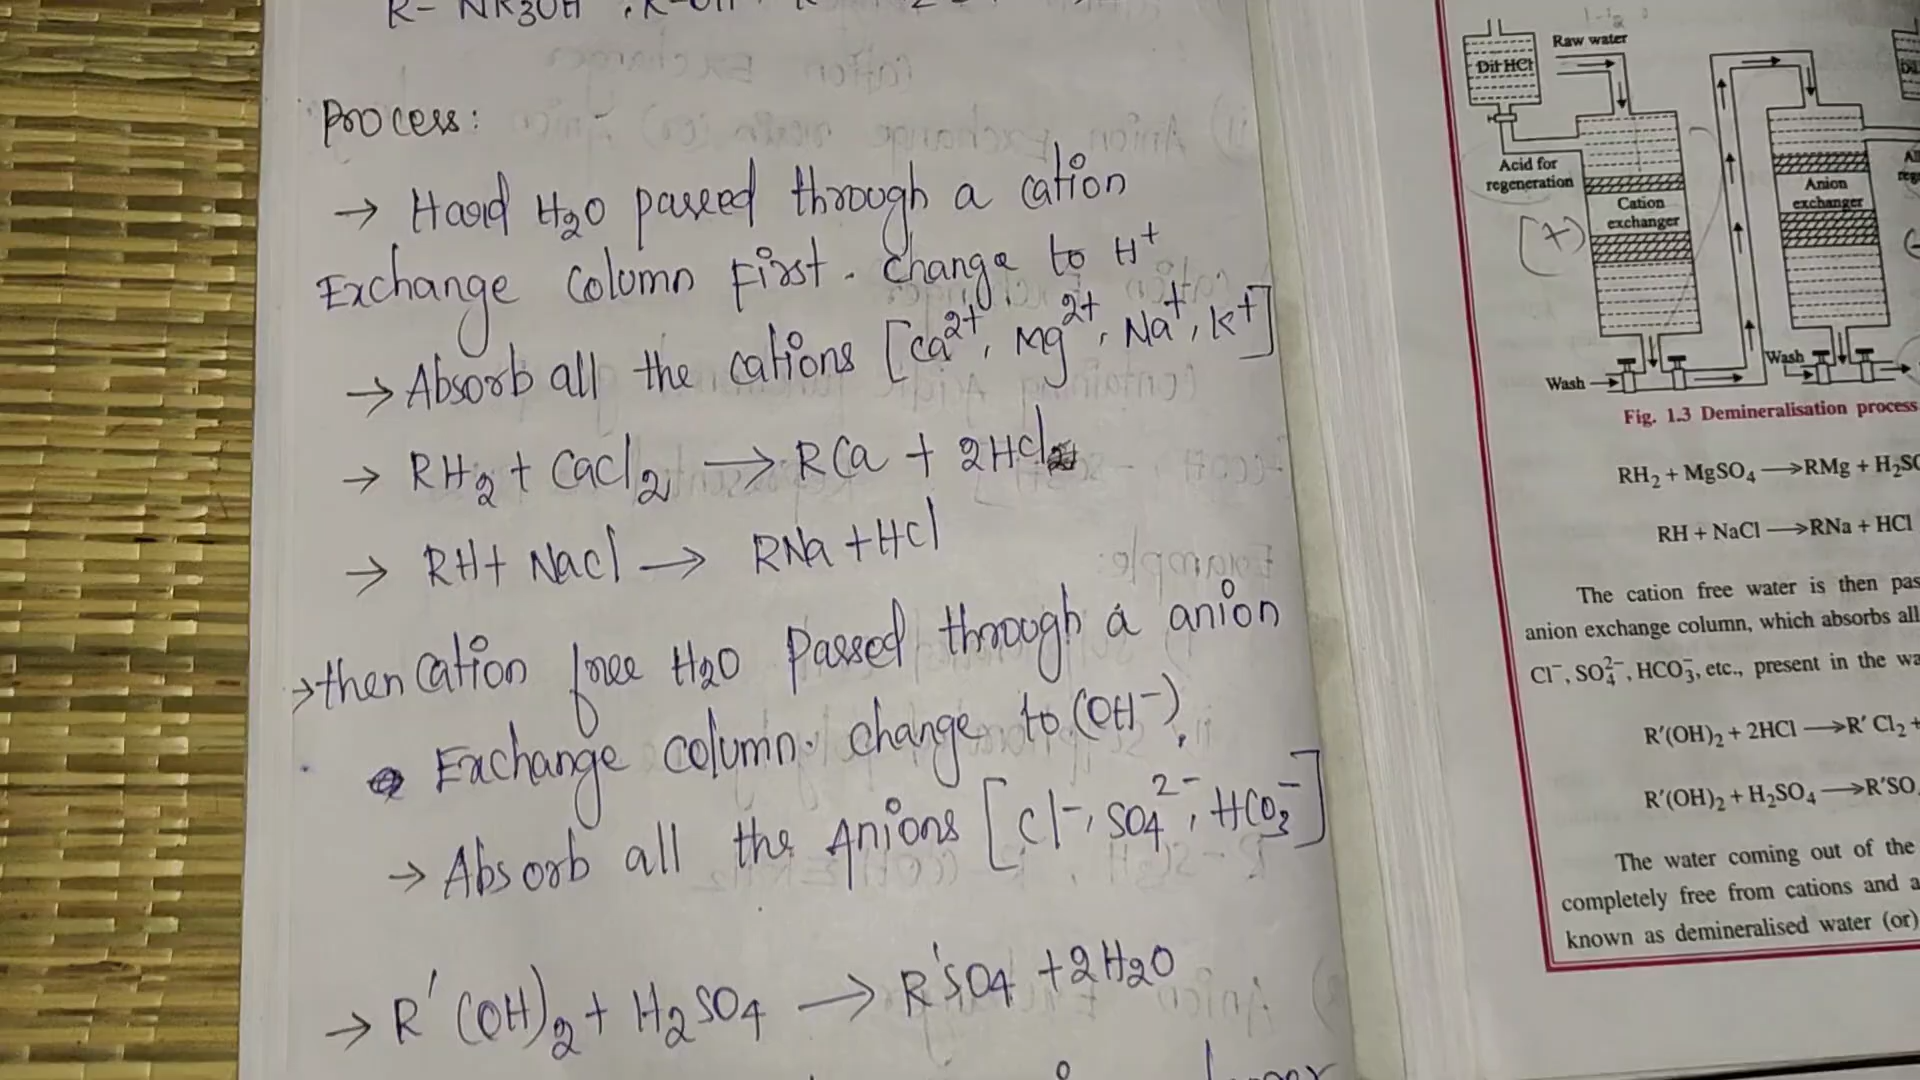 R- NR3OH
Process:
→ Hard H2O passed through a cation
Exchange column First. change to H⁺
→ Absorb all the cations [Ca²⁺, Mg²⁺, Na⁺, K⁺]
→ RH₂ + CaCl₂ → RCa + 2HCl
→ RH + NaCl → RNa + HCl
→ then cation free H2O Passed through a anion
Exchange column. change to (OH⁻).
→ Absorb all the Anions [Cl⁻, SO₄²⁻, HCO₃⁻]
→ R'(OH)₂ + H₂SO₄ → R'SO₄ + 2H₂O
Raw water
Dil HCl
Acid for
regeneration
(+)
Cation
exchanger
Anion
exchanger
Wash
Wash
Fig. 1.3 Demineralisation process
RH₂ + MgSO₄ → RMg + H₂SO
RH + NaCl → RNa + HCl
The cation free water is then pas
anion exchange column, which absorbs all
Cl⁻, SO₄²⁻, HCO₃⁻, etc., present in the wa
R'(OH)₂ + 2HCl → R' Cl₂ +
R'(OH)₂ + H₂SO₄ → R'SO
The water coming out of the
completely free from cations and a
known as demineralised water (or)